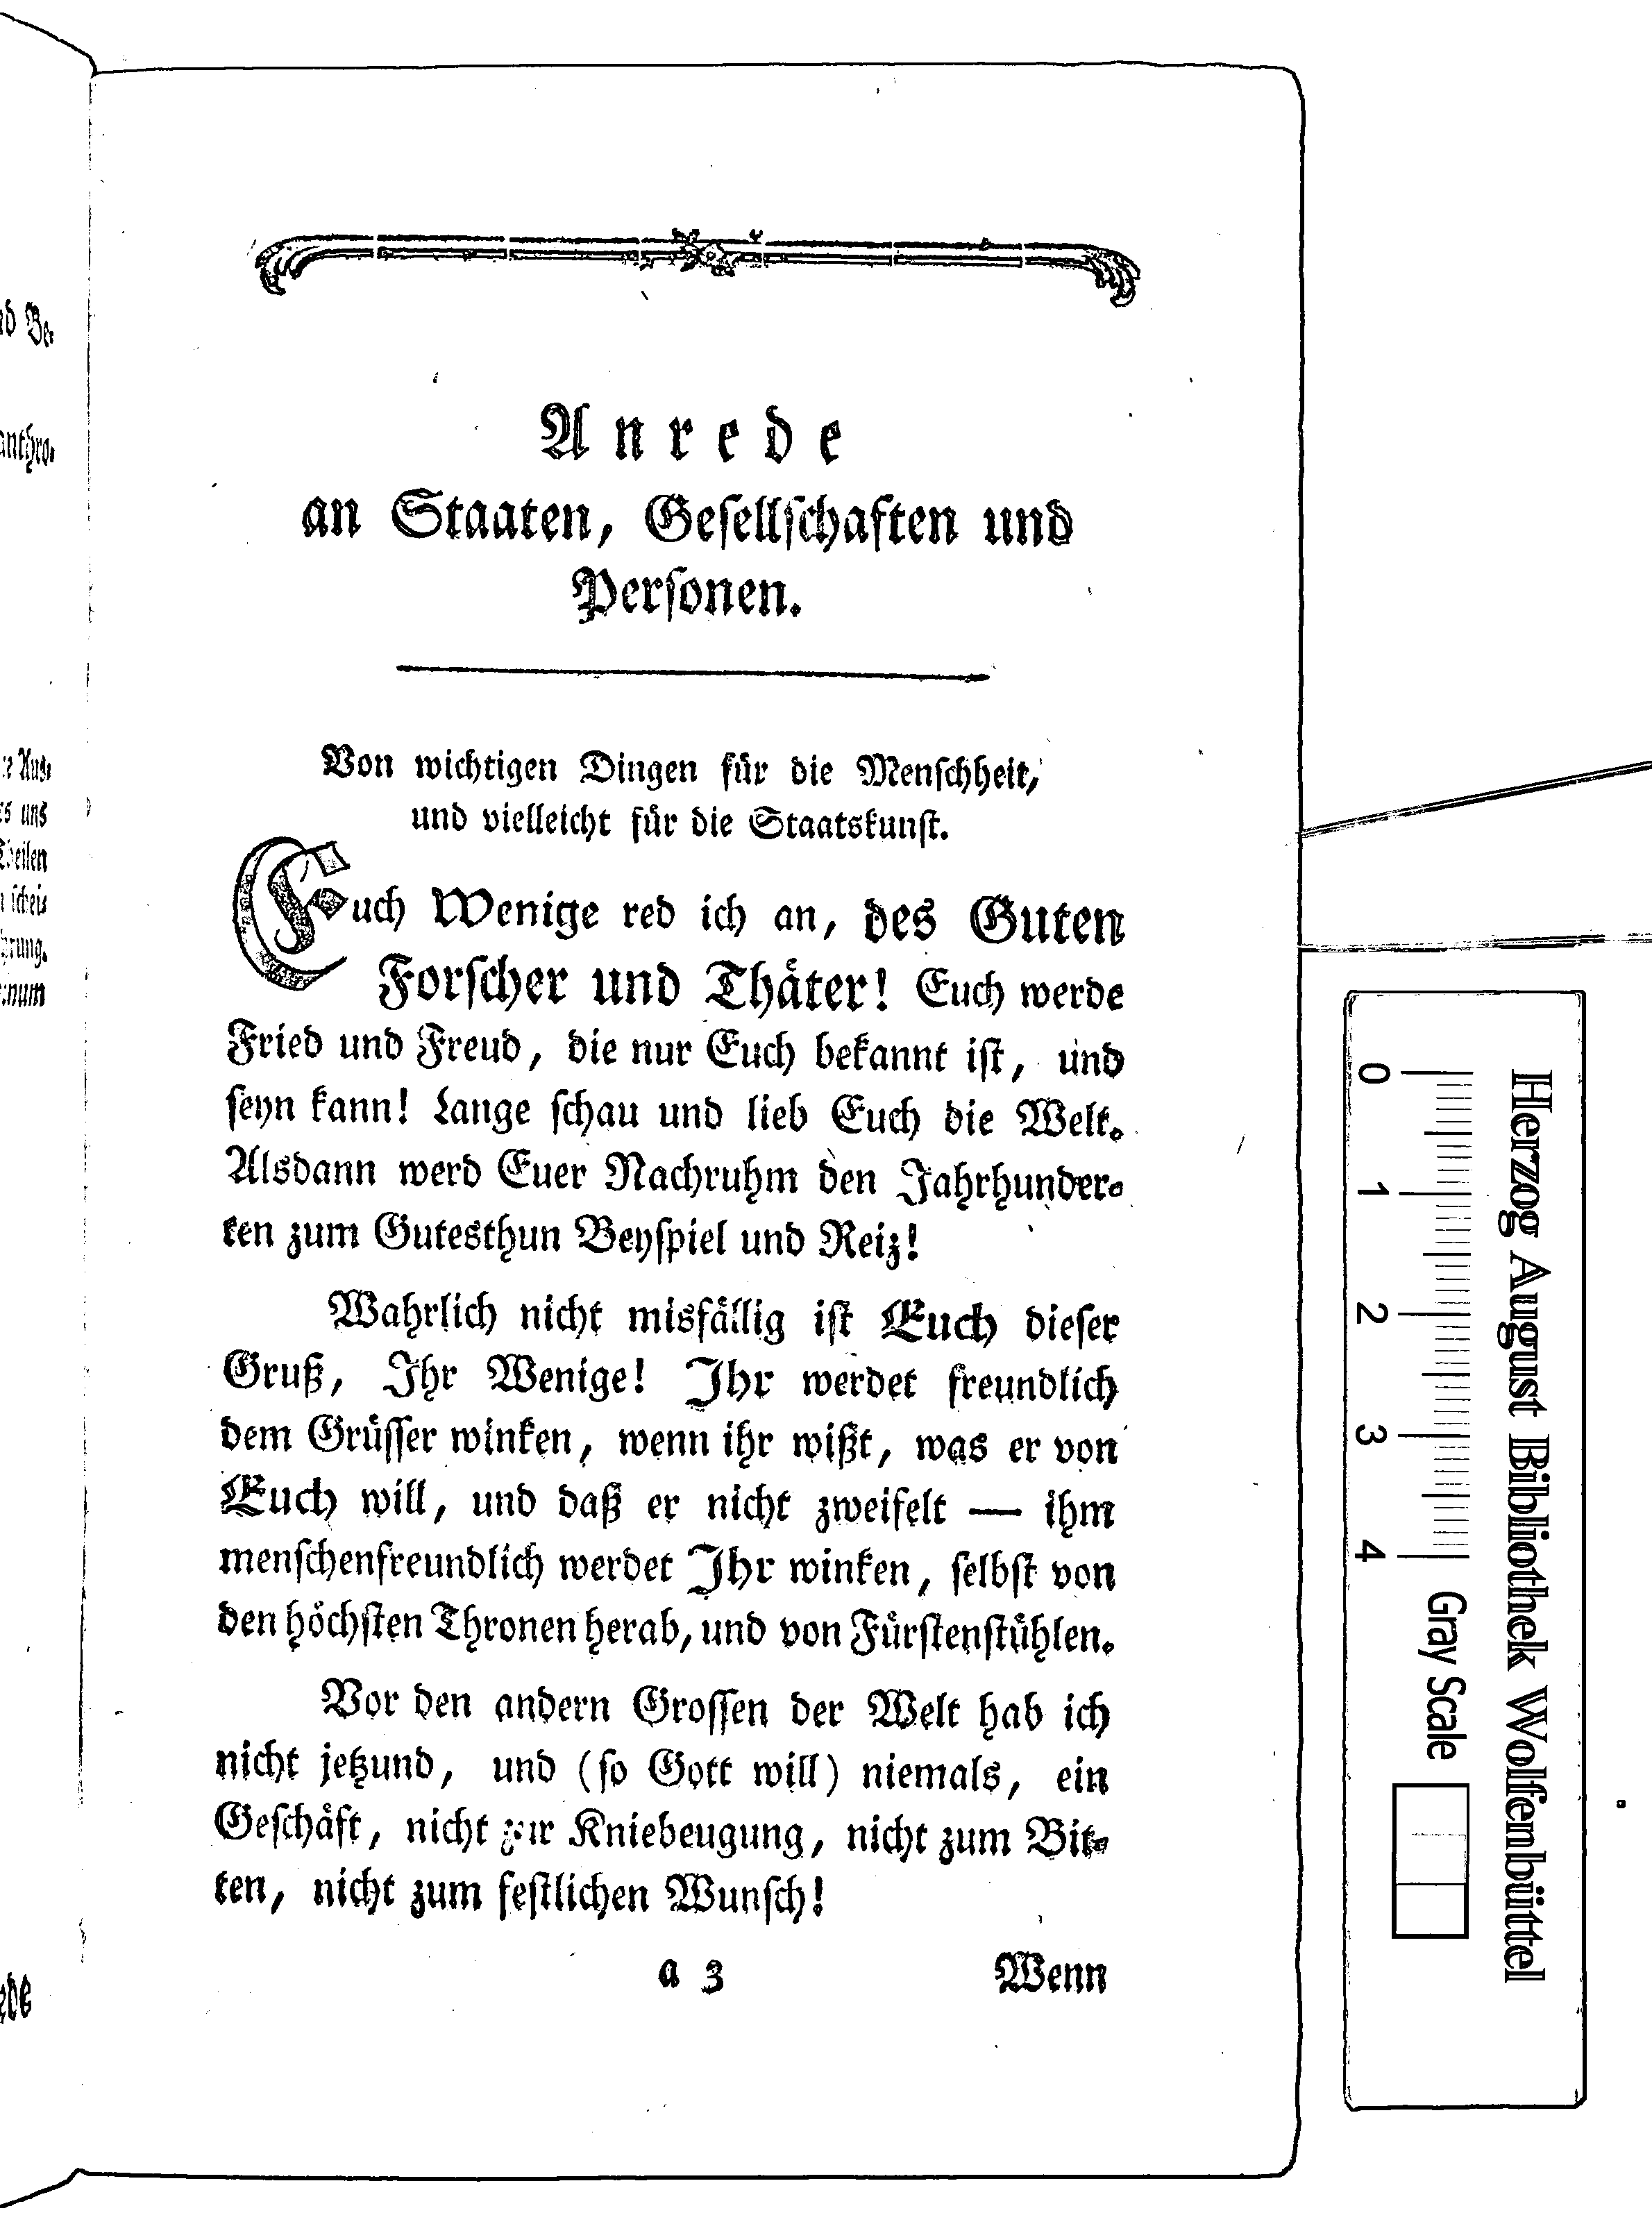 Anrede
an Staaten, Geſellſchaften und
Perſonen.
Von wichtigen Dingen für die Menſchheit,
und vielleicht für die Staatskunſt.
Euch Wenige red ich an, des Guten
Forſcher und Thäter! Euch werde
Fried und Freud, die nur Euch bekannt iſt, und
ſeyn kann! Lange ſchau und lieb Euch die Welt.
Alsdann werd Euer Nachruhm den Jahrhunder-
ten zum Gutesthun Beyſpiel und Reiz!
Wahrlich nicht misfällig iſt Euch dieſer
Gruß, Ihr Wenige! Ihr werdet freundlich
dem Grüſſer winken, wenn ihr wißt, was er von
Euch will, und daß er nicht zweifelt — ihm
menſchenfreundlich werdet Ihr winken, ſelbſt von
den höchſten Thronen herab, und von Fürſtenſtühlen.
Vor den andern Groſſen der Welt hab ich
nicht jetzund, und (ſo Gott will) niemals, ein
Geſchäft, nicht zur Kniebeugung, nicht zum Bit-
ten, nicht zum feſtlichen Wunſch!
a 3 Wenn
0 1 2 3 4 Gray Scale
Herzog August Bibliothek Wolfenbüttel